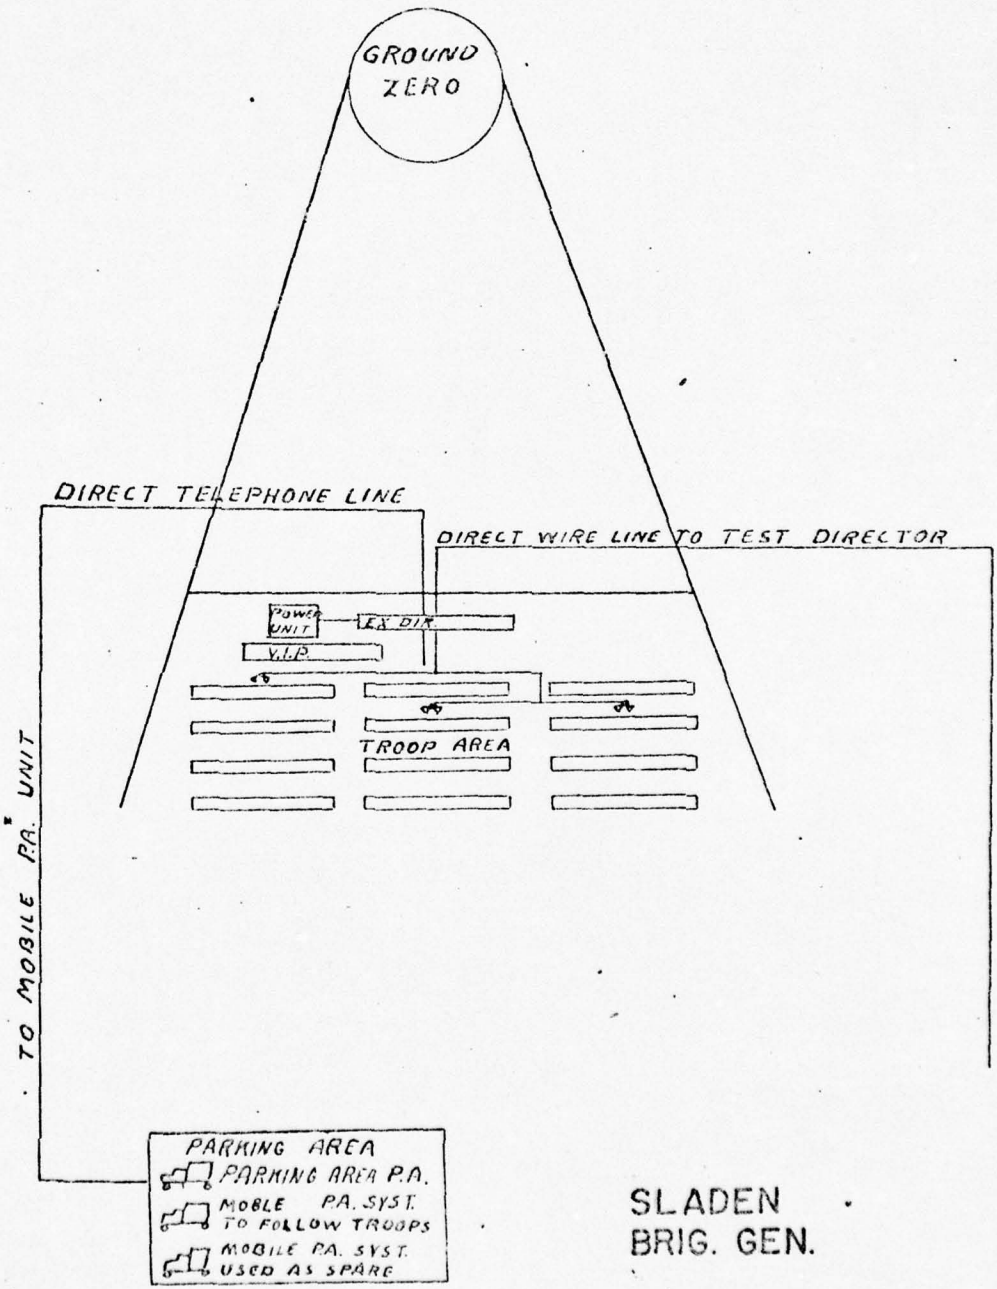 GROUND
ZERO
DIRECT TELEPHONE LINE
DIRECT WIRE LINE TO TEST DIRECTOR
POWER
UNIT
EX DIR.
V.I.P.
TROOP AREA
TO MOBILE P.A. UNIT
PARKING AREA
PARKING AREA P.A.
MOBLE P.A. SYST.
TO FOLLOW TROOPS
MOBILE P.A. SYST.
USED AS SPARE
SLADEN
BRIG. GEN.